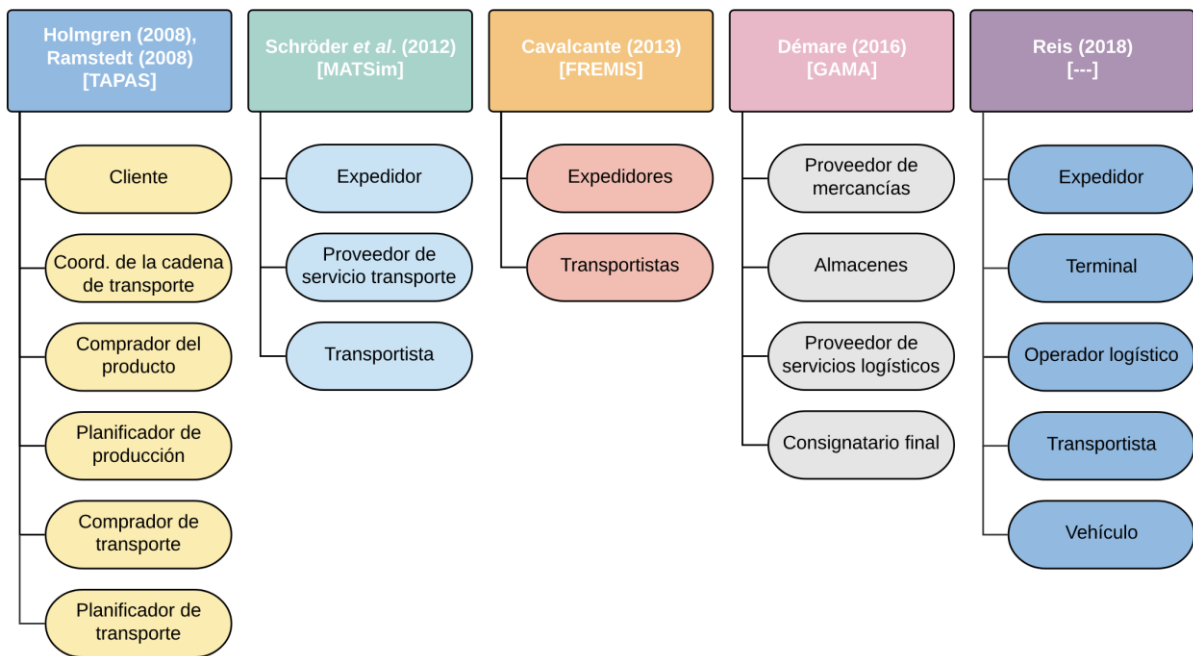 Holmgren (2008),
Ramstedt (2008)
[TAPAS]
Cliente
Coord. de la cadena
de transporte
Comprador del
producto
Planificador de
producción
Comprador de
transporte
Planificador de
transporte
Schröder et al. (2012)
[MATSim]
Expedidor
Proveedor de
servicio transporte
Transportista
Cavalcante (2013)
[FREMIS]
Expedidores
Transportistas
Démare (2016)
[GAMA]
Proveedor de
mercancías
Almacenes
Proveedor de
servicios logísticos
Consignatario final
Reis (2018)
[---]
Expedidor
Terminal
Operador logístico
Transportista
Vehículo